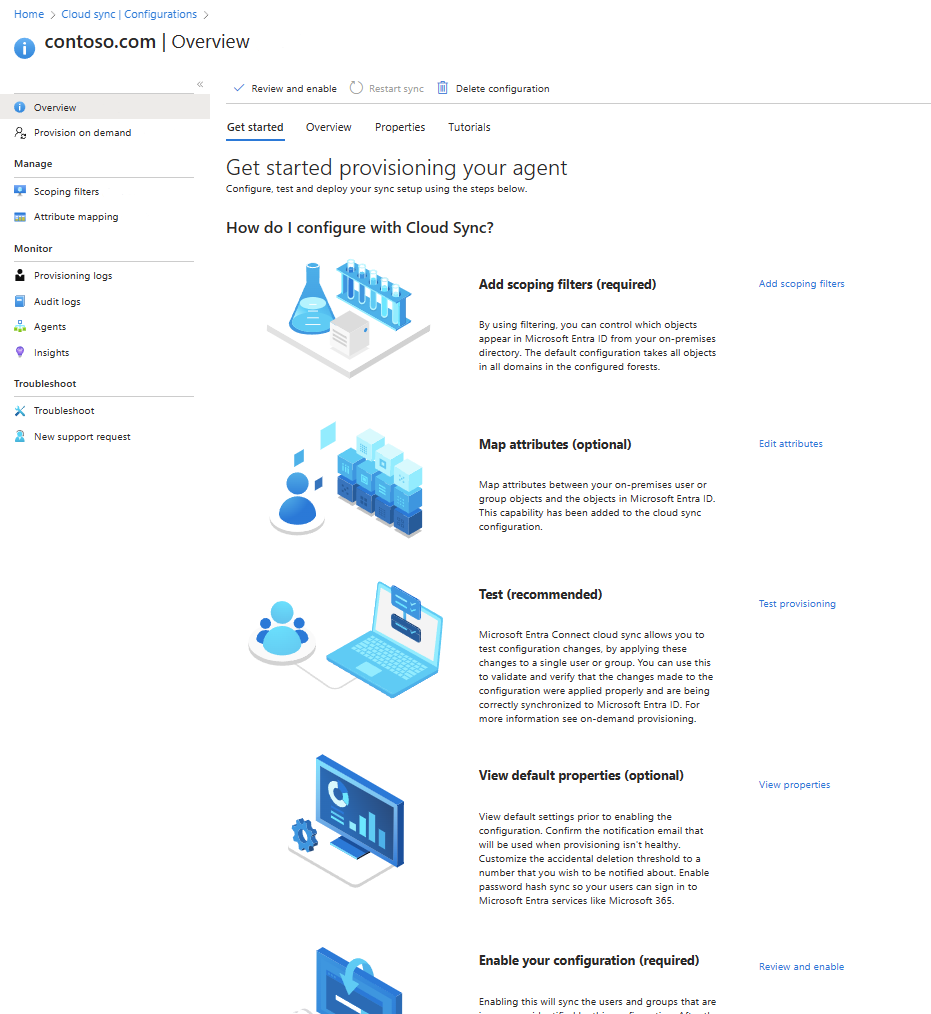 Home > Cloud sync | Configurations >
contoso.com | Overview
«
Overview
Provision on demand
Manage
Scoping filters
Attribute mapping
Monitor
Provisioning logs
Audit logs
Agents
Insights
Troubleshoot
Troubleshoot
New support request
Review and enable Restart sync Delete configuration
Get started Overview Properties Tutorials
Get started provisioning your agent
Configure, test and deploy your sync setup using the steps below.
How do I configure with Cloud Sync?
Add scoping filters (required)
Add scoping filters
By using filtering, you can control which objects
appear in Microsoft Entra ID from your on-premises
directory. The default configuration takes all objects
in all domains in the configured forests.
Map attributes (optional)
Edit attributes
Map attributes between your on-premises user or
group objects and the objects in Microsoft Entra ID.
This capability has been added to the cloud sync
configuration.
Test (recommended)
Test provisioning
Microsoft Entra Connect cloud sync allows you to
test configuration changes, by applying these
changes to a single user or group. You can use this
to validate and verify that the changes made to the
configuration were applied properly and are being
correctly synchronized to Microsoft Entra ID. For
more information see on-demand provisioning.
View default properties (optional)
View properties
View default settings prior to enabling the
configuration. Confirm the notification email that
will be used when provisioning isn't healthy.
Customize the accidental deletion threshold to a
number that you wish to be notified about. Enable
password hash sync so your users can sign in to
Microsoft Entra services like Microsoft 365.
Enable your configuration (required)
Review and enable
Enabling this will sync the users and groups that are